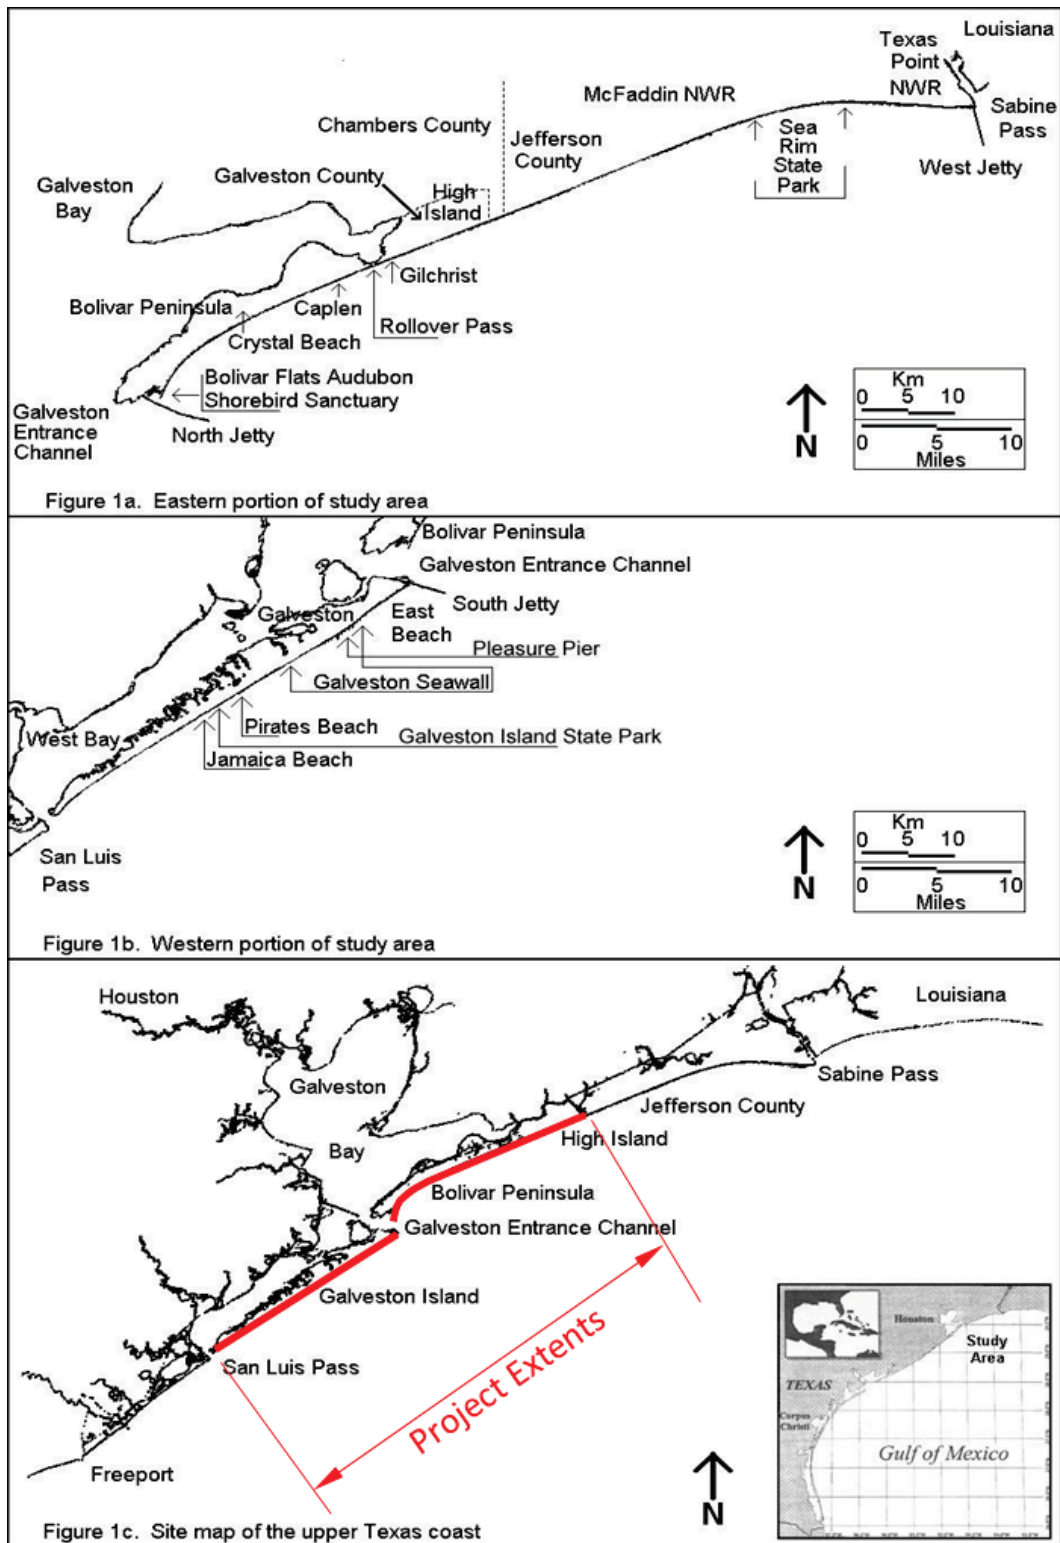 Louisiana
Texas
Point
NWR
McFaddin NWR
Sabine
Pass
Chambers County
Jefferson
County
Sea
Rim
State
Park
West Jetty
Galveston County
High
Island
Galveston
Bay
Gilchrist
Bolivar Peninsula
Caplen
Rollover Pass
Crystal Beach
Bolivar Flats Audubon
Shorebird Sanctuary
Galveston
Entrance
Channel
North Jetty
N
Km
0 5 10
0 5 10
Miles
Figure 1a. Eastern portion of study area
Bolivar Peninsula
Galveston Entrance Channel
South Jetty
Galveston
East
Beach
Pleasure Pier
Galveston Seawall
Pirates Beach
West Bay
Galveston Island State Park
Jamaica Beach
San Luis
Pass
N
Km
0 5 10
0 5 10
Miles
Figure 1b. Western portion of study area
Houston
Louisiana
Galveston
Sabine Pass
Jefferson County
Bay
High Island
Bolivar Peninsula
Galveston Entrance Channel
Galveston Island
San Luis Pass
Project Extents
Freeport
N
Houston
Study
Area
TEXAS
Corpus
Christi
Gulf of Mexico
Figure 1c. Site map of the upper Texas coast